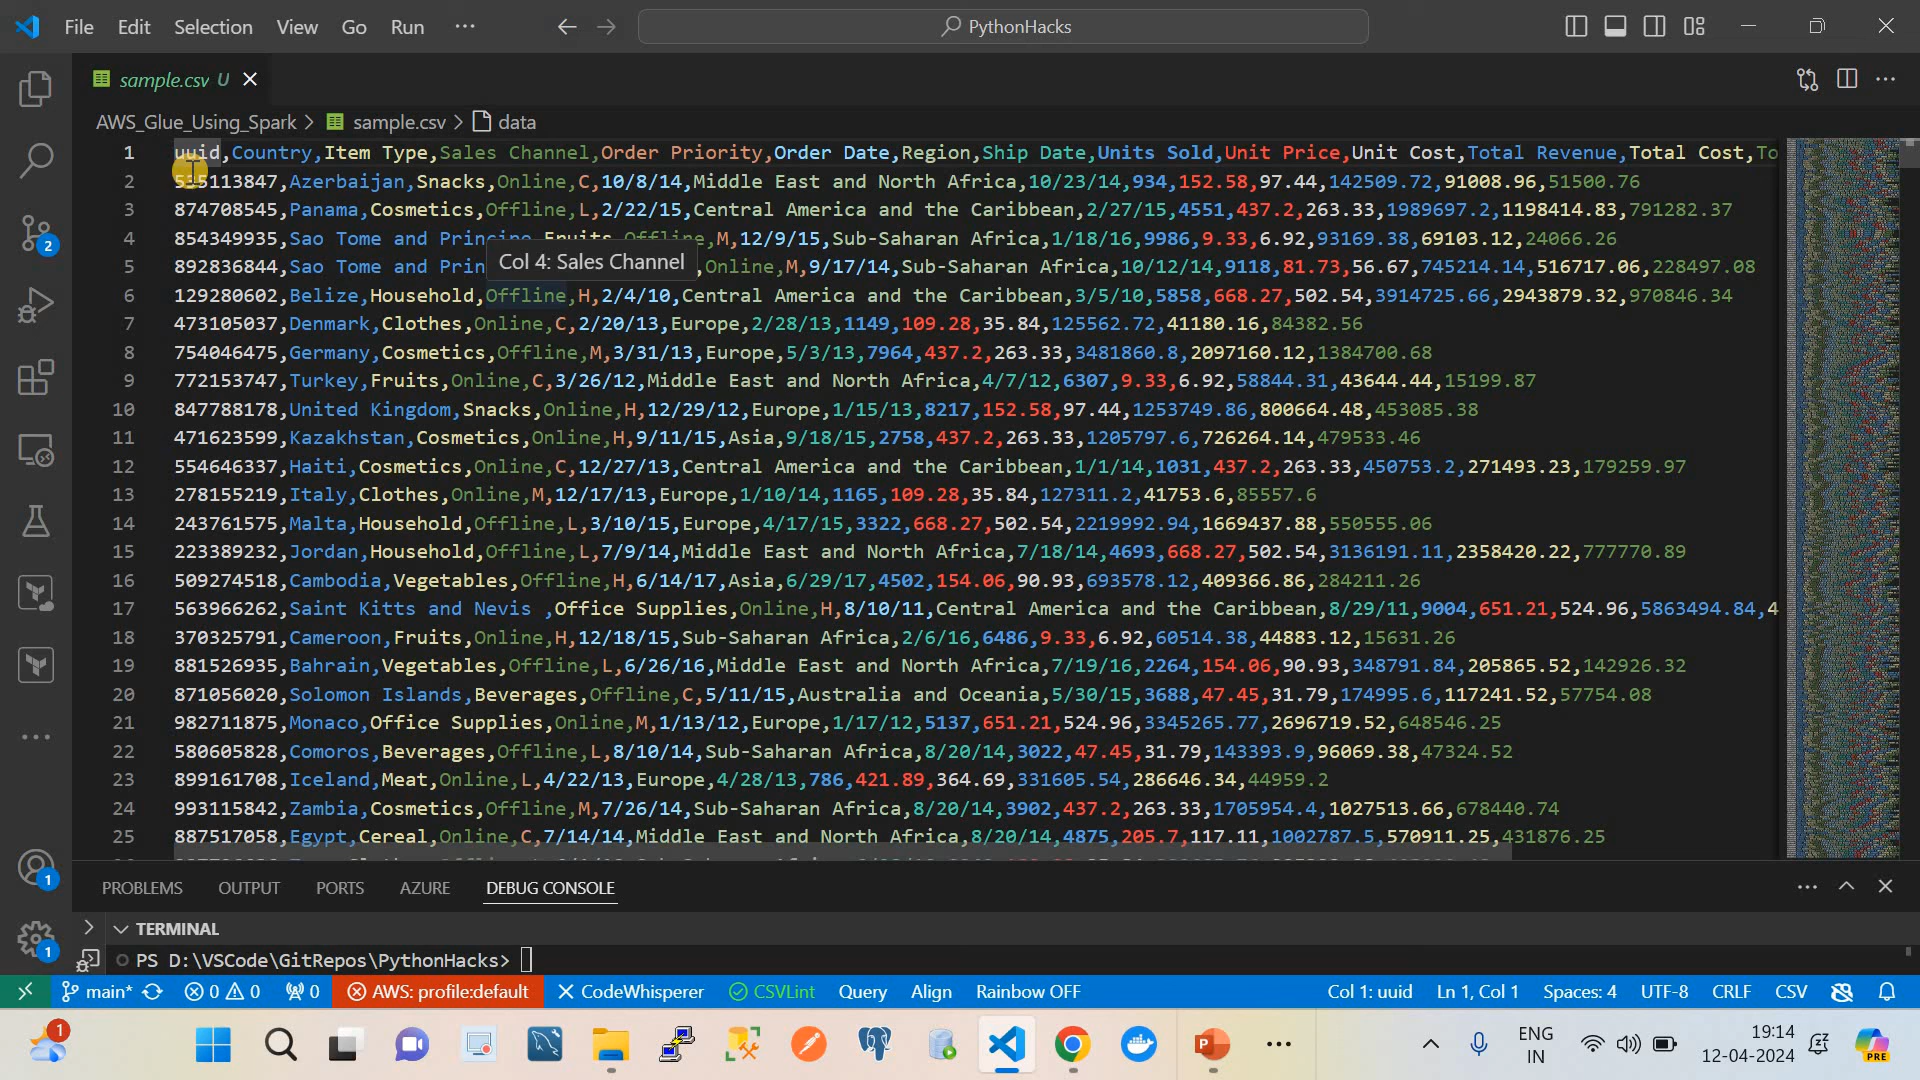 File Edit Selection View Go Run ··· PythonHacks
sample.csv U
AWS_Glue_Using_Spark > sample.csv > data
1 uuid,Country,Item Type,Sales Channel,Order Priority,Order Date,Region,Ship Date,Units Sold,Unit Price,Unit Cost,Total Revenue,Total Cost,To
2 535113847,Azerbaijan,Snacks,Online,C,10/8/14,Middle East and North Africa,10/23/14,934,152.58,97.44,142509.72,91008.96,51500.76
3 874708545,Panama,Cosmetics,Offline,L,2/22/15,Central America and the Caribbean,2/27/15,4551,437.2,263.33,1989697.2,1198414.83,791282.37
4 854349935,Sao Tome and Principe,Fruits,Offline,M,12/9/15,Sub-Saharan Africa,1/18/16,9986,9.33,6.92,93169.38,69103.12,24066.26
Col 4: Sales Channel
5 892836844,Sao Tome and Prin ,Online,M,9/17/14,Sub-Saharan Africa,10/12/14,9118,81.73,56.67,745214.14,516717.06,228497.08
6 129280602,Belize,Household,Offline,H,2/4/10,Central America and the Caribbean,3/5/10,5858,668.27,502.54,3914725.66,2943879.32,970846.34
7 473105037,Denmark,Clothes,Online,C,2/20/13,Europe,2/28/13,1149,109.28,35.84,125562.72,41180.16,84382.56
8 754046475,Germany,Cosmetics,Offline,M,3/31/13,Europe,5/3/13,7964,437.2,263.33,3481860.8,2097160.12,1384700.68
9 772153747,Turkey,Fruits,Online,C,3/26/12,Middle East and North Africa,4/7/12,6307,9.33,6.92,58844.31,43644.44,15199.87
10 847788178,United Kingdom,Snacks,Online,H,12/29/12,Europe,1/15/13,8217,152.58,97.44,1253749.86,800664.48,453085.38
11 471623599,Kazakhstan,Cosmetics,Online,H,9/11/15,Asia,9/18/15,2758,437.2,263.33,1205797.6,726264.14,479533.46
12 554646337,Haiti,Cosmetics,Online,C,12/27/13,Central America and the Caribbean,1/1/14,1031,437.2,263.33,450753.2,271493.23,179259.97
13 278155219,Italy,Clothes,Online,M,12/17/13,Europe,1/10/14,1165,109.28,35.84,127311.2,41753.6,85557.6
14 243761575,Malta,Household,Offline,L,3/10/15,Europe,4/17/15,3322,668.27,502.54,2219992.94,1669437.88,550555.06
15 223389232,Jordan,Household,Offline,L,7/9/14,Middle East and North Africa,7/18/14,4693,668.27,502.54,3136191.11,2358420.22,777770.89
16 509274518,Cambodia,Vegetables,Offline,H,6/14/17,Asia,6/29/17,4502,154.06,90.93,693578.12,409366.86,284211.26
17 563966262,Saint Kitts and Nevis ,Office Supplies,Online,H,8/10/11,Central America and the Caribbean,8/29/11,9004,651.21,524.96,5863494.84,4
18 370325791,Cameroon,Fruits,Online,H,12/18/15,Sub-Saharan Africa,2/6/16,6486,9.33,6.92,60514.38,44883.12,15631.26
19 881526935,Bahrain,Vegetables,Offline,L,6/26/16,Middle East and North Africa,7/19/16,2264,154.06,90.93,348791.84,205865.52,142926.32
20 871056020,Solomon Islands,Beverages,Offline,C,5/11/15,Australia and Oceania,5/30/15,3688,47.45,31.79,174995.6,117241.52,57754.08
21 982711875,Monaco,Office Supplies,Online,M,1/13/12,Europe,1/17/12,5137,651.21,524.96,3345265.77,2696719.52,648546.25
22 580605828,Comoros,Beverages,Offline,L,8/10/14,Sub-Saharan Africa,8/20/14,3022,47.45,31.79,143393.9,96069.38,47324.52
23 899161708,Iceland,Meat,Online,L,4/22/13,Europe,4/28/13,786,421.89,364.69,331605.54,286646.34,44959.2
24 993115842,Zambia,Cosmetics,Offline,M,7/26/14,Sub-Saharan Africa,8/20/14,3902,437.2,263.33,1705954.4,1027513.66,678440.74
25 887517058,Egypt,Cereal,Online,C,7/14/14,Middle East and North Africa,8/20/14,4875,205.7,117.11,1002787.5,570911.25,431876.25
PROBLEMS OUTPUT PORTS AZURE DEBUG CONSOLE
TERMINAL
PS D:\VSCode\GitRepos\PythonHacks>
main* 0 0 0 AWS: profile:default CodeWhisperer CSVLint Query Align Rainbow OFF Col 1: uuid Ln 1, Col 1 Spaces: 4 UTF-8 CRLF CSV
ENG IN 19:14
12-04-2024